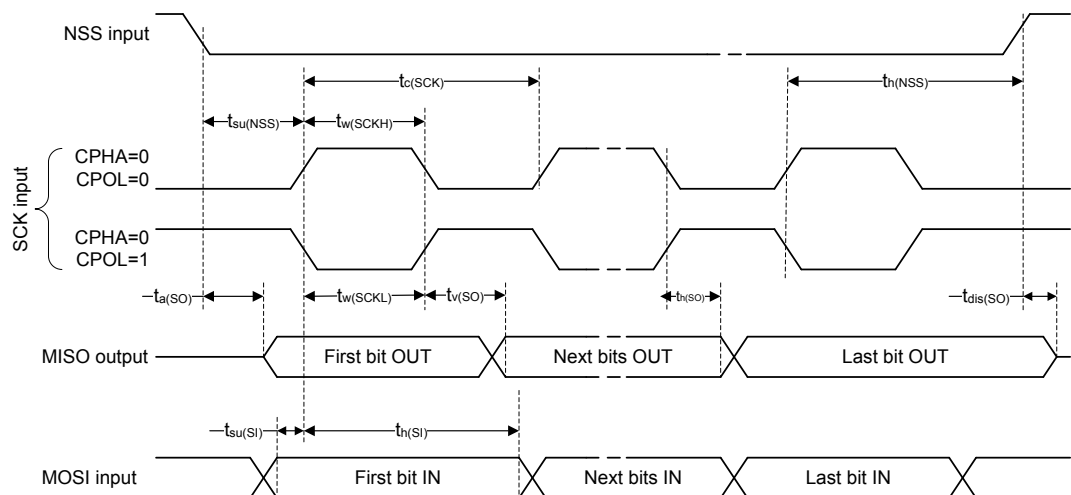 NSS input
tc(SCK)
th(NSS)
tsu(NSS)
tw(SCKH)
SCK input
CPHA=0
CPOL=0
CPHA=0
CPOL=1
ta(SO)
tw(SCKL)
tv(SO)
th(SO)
tdis(SO)
MISO output
First bit OUT
Next bits OUT
Last bit OUT
tsu(SI)
th(SI)
MOSI input
First bit IN
Next bits IN
Last bit IN